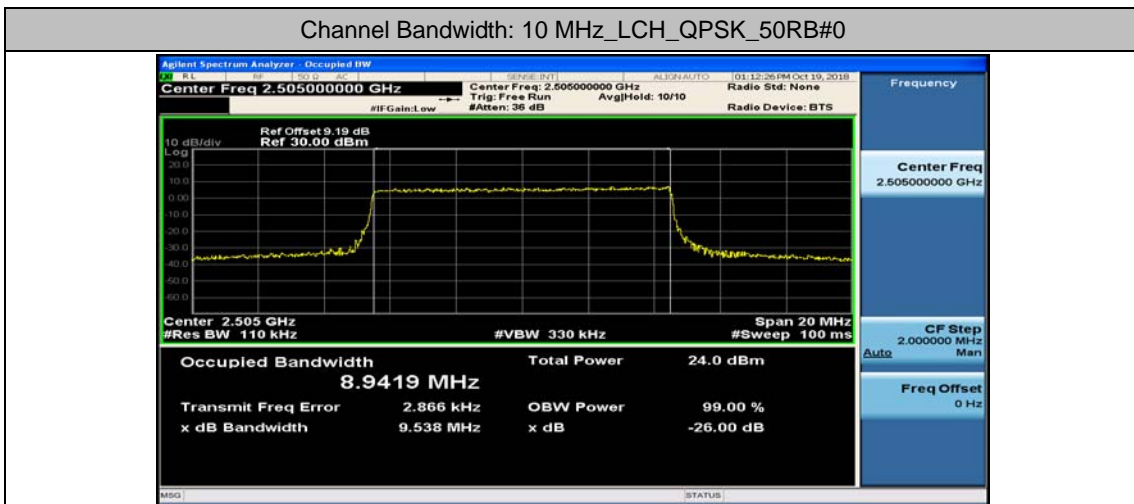 Channel Bandwidth: 10 MHz_LCH_QPSK_50RB#0
Agilent Spectrum Analyzer - Occupied BW
RL RF 50 Ω AC SENSE:INT ALIGN AUTO 01:12:26 PM Oct 19, 2018
Center Freq 2.505000000 GHz Center Freq: 2.505000000 GHz Radio Std: None Frequency
Trig: Free Run Avg|Hold: 10/10
#IFGain:Low #Atten: 36 dB Radio Device: BTS
Ref Offset 9.19 dB
10 dB/div Ref 30.00 dBm
Log
20.0
10.0
0.00
-10.0
-20.0
-30.0
-40.0
-50.0
-60.0
Center Freq
2.505000000 GHz
Center 2.505 GHz Span 20 MHz
#Res BW 110 kHz #VBW 330 kHz #Sweep 100 ms
CF Step
2.000000 MHz
Auto Man
Occupied Bandwidth Total Power 24.0 dBm
8.9419 MHz
Freq Offset
0 Hz
Transmit Freq Error 2.866 kHz OBW Power 99.00 %
x dB Bandwidth 9.538 MHz x dB -26.00 dB
MSG STATUS